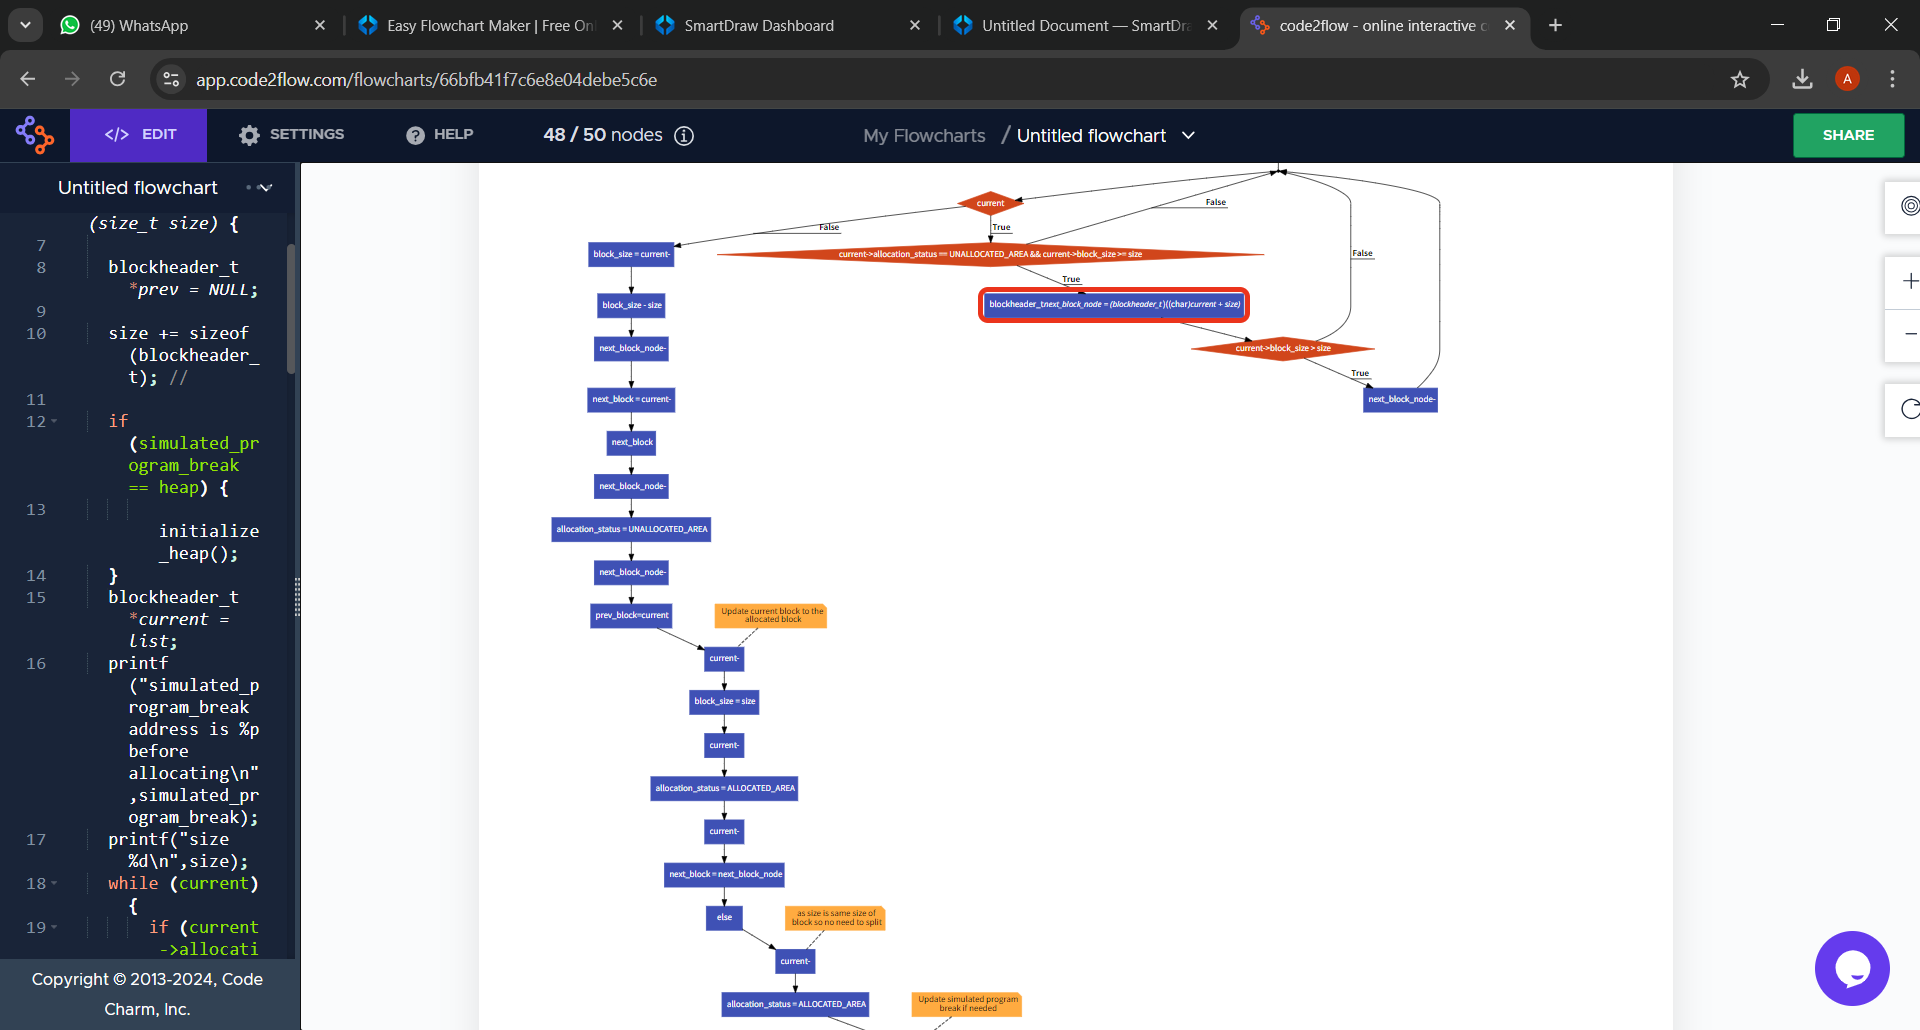 (49) WhatsApp
Easy Flowchart Maker | Free On
SmartDraw Dashboard
Untitled Document — SmartDra
code2flow - online interactive c
app.code2flow.com/flowcharts/66bfb41f7c6e8e04debe5c6e
A
</> EDIT
SETTINGS
? HELP
48 / 50 nodes
My Flowcharts / Untitled flowchart
SHARE
Untitled flowchart
(size_t size) {
7
8 blockheader_t
*prev = NULL;
9
10 size += sizeof
(blockheader_
t); //
11
12 if
(simulated_pr
ogram_break
== heap) {
13
initialize
_heap();
14 }
15 blockheader_t
*current =
list;
16 printf
("simulated_p
rogram_break
address is %p
before
allocating\n"
,simulated_pr
ogram_break);
17 printf("size
%d\n",size);
18 while (current)
{
19 if (current
->allocati
Copyright © 2013-2024, Code
Charm, Inc.
current
False
True
False
block_size = current-
current->allocation_status == UNALLOCATED_AREA && current->block_size >= size
False
True
block_size - size
blockheader_tnext_block_node = (blockheader_t)((char)current + size)
next_block_node-
current->block_size > size
True
next_block = current-
next_block_node-
next_block
next_block_node-
allocation_status = UNALLOCATED_AREA
next_block_node-
prev_block=current
Update current block to the
allocated block
current-
block_size = size
current-
allocation_status = ALLOCATED_AREA
current-
next_block = next_block_node
else
as size is same size of
block so no need to split
current-
allocation_status = ALLOCATED_AREA
Update simulated program
break if needed